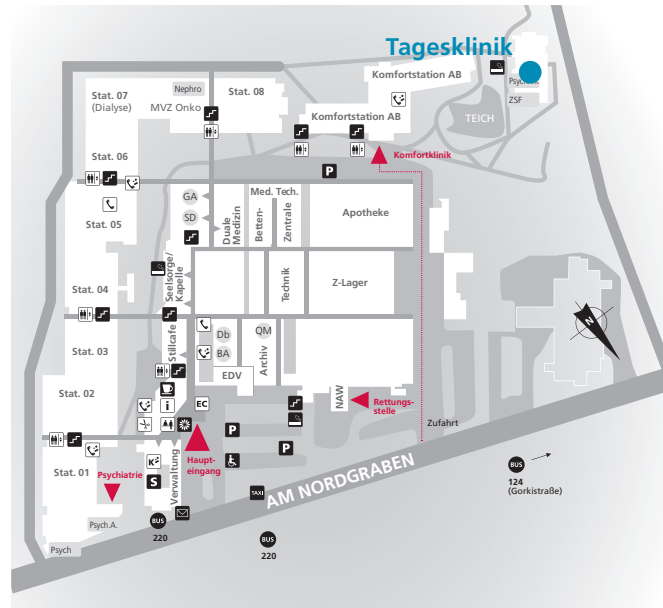 Tagesklinik
Komfortstation AB
ZSF
TEICH
Komfortstation AB
Komfortklinik
Nephro
MVZ Onko
Stat. 07
(Dialyse)
Stat. 08
Stat. 06
P
GA
SD
Stat. 05
Duale
Medizin
Med. Tech.
Betten-
Zentrale
Apotheke
Seelsorge/
Kapelle
Stat. 04
Technik
Z-Lager
N
Stat. 03
Stillcafe
Db
BA
QM
Archiv
EDV
Stat. 02
i
EC
NAW
Rettungs-
stelle
Zufahrt
P
P
Haupt-
eingang
Stat. 01
Psychiatrie
K
S
Verwaltung
TAXI
AM NORDGRABEN
BUS
124
(Gorkistraße)
Psych.A.
Psych
BUS
220
BUS
220